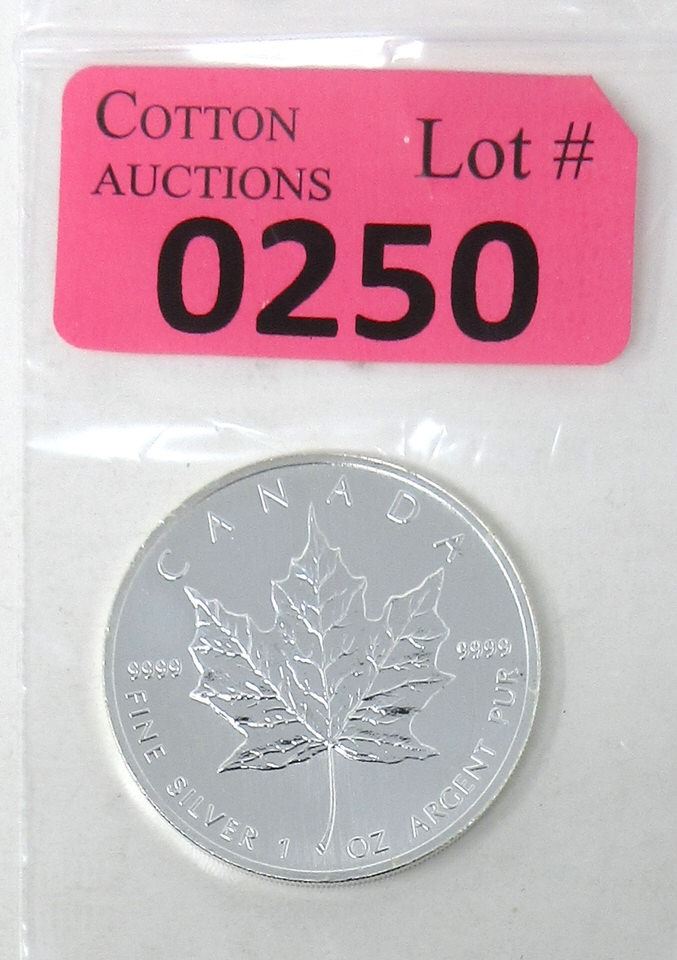 COTTON
AUCTIONS
Lot #
0250
CANADA
9999
9999
FINE SILVER 1 OZ ARGENT PUR